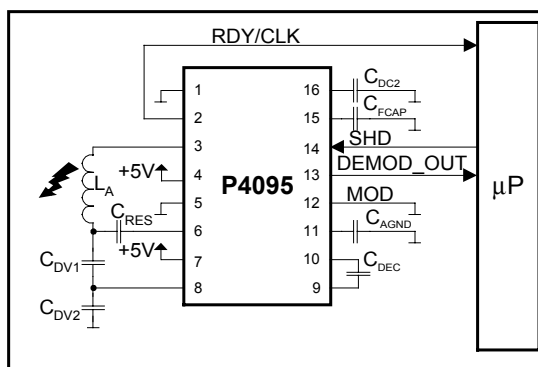 RDY/CLK
1 16 C_DC2
2 15 C_FCAP
SHD
3 14
DEMOD_OUT
+5V
4 13
L_A P4095 µP
MOD
5 12
C_RES
C_AGND
6 11
+5V
C_DV1 7 10
C_DEC
8 9
C_DV2